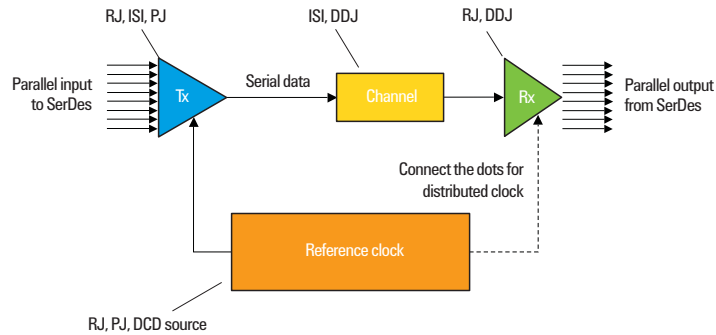 RJ, ISI, PJ
ISI, DDJ
RJ, DDJ
Parallel input
to SerDes
Tx
Serial data
Channel
Rx
Parallel output
from SerDes
Connect the dots for
distributed clock
Reference clock
RJ, PJ, DCD source